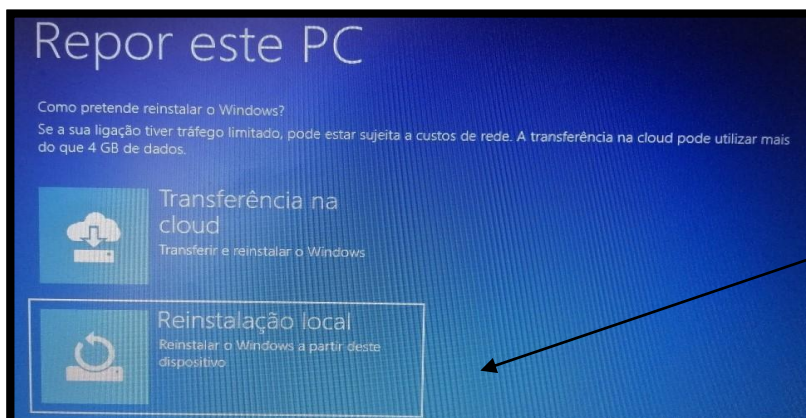 Repor este PC
Como pretende reinstalar o Windows?
Se a sua ligação tiver tráfego limitado, pode estar sujeita a custos de rede. A transferência na cloud pode utilizar mais
do que 4 GB de dados.
Transferência na
cloud
Transferir e reinstalar o Windows
Reinstalação local
Reinstalar o Windows a partir deste
dispositivo